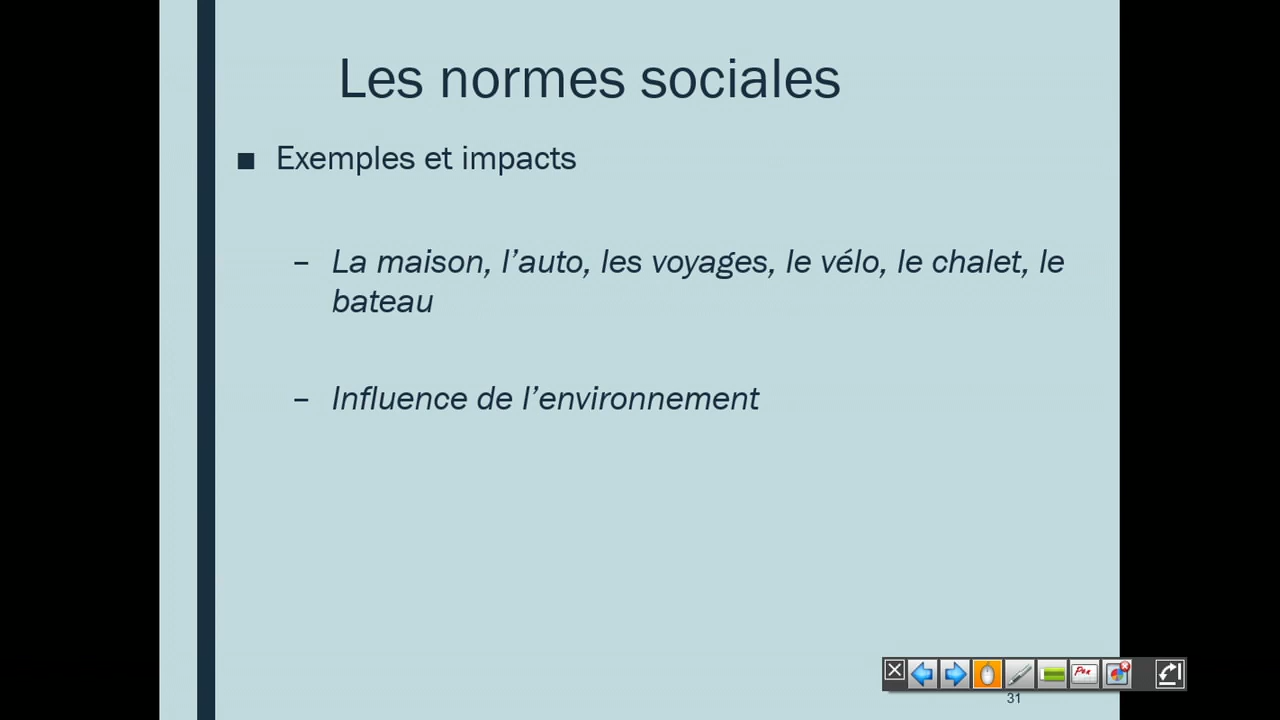 Les normes sociales
■ Exemples et impacts
– La maison, l’auto, les voyages, le vélo, le chalet, le
bateau
– Influence de l’environnement
Pen
31